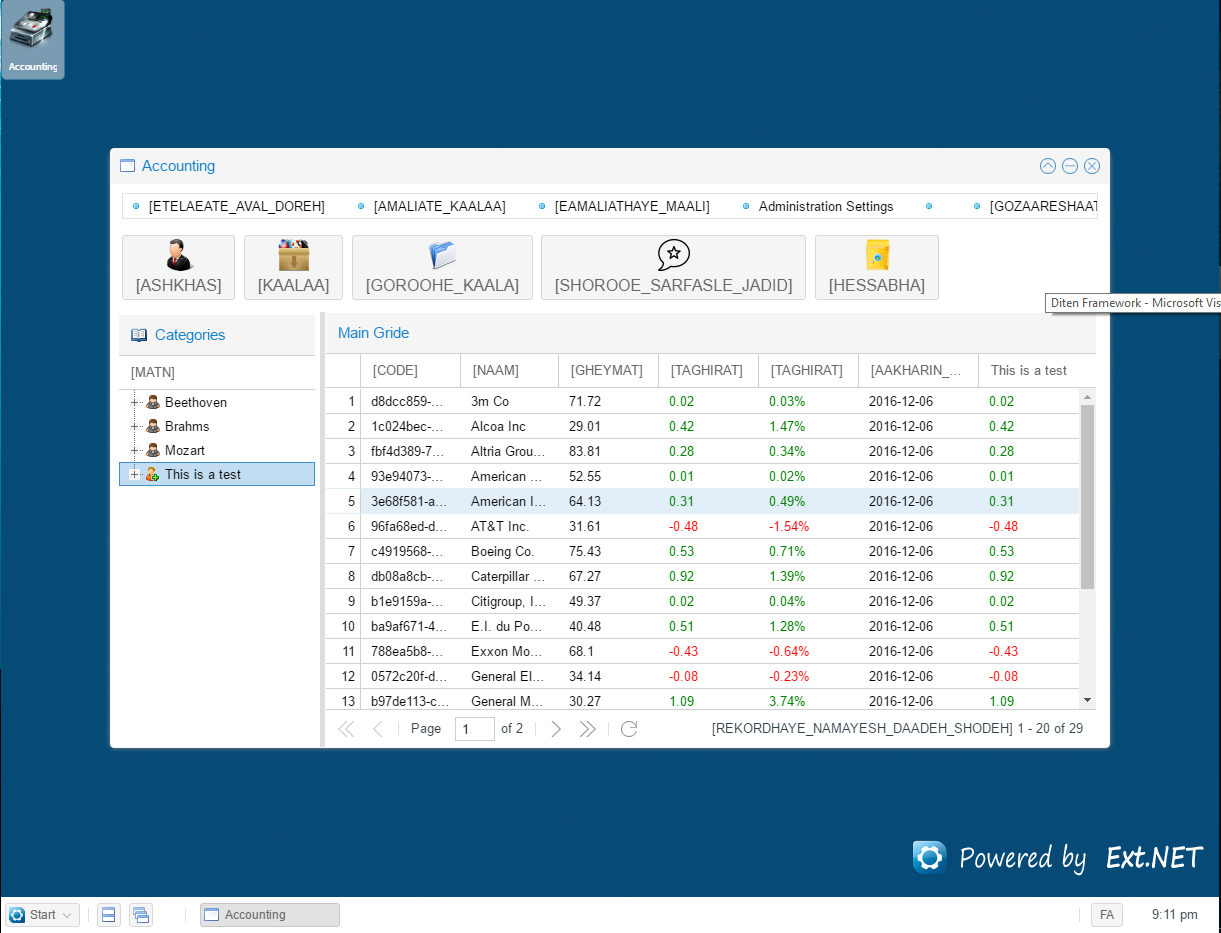 Accounting
Accounting
[ETELAEATE_AVAL_DOREH] [AMALIATE_KAALAA] [EAMALIATHAYE_MAALI] Administration Settings [GOZAARESHAAT
[ASHKHAS] [KAALAA] [GOROOHE_KAALA] [SHOROOE_SARFASLE_JADID] [HESSABHA]
Diten Framework - Microsoft Vis
Categories
Main Gride
[MATN]
Beethoven
Brahms
Mozart
This is a test
[CODE] [NAAM] [GHEYMAT] [TAGHIRAT] [TAGHIRAT] [AAKHARIN_... This is a test
1 d8dcc859-... 3m Co 71.72 0.02 0.03% 2016-12-06 0.02
2 1c024bec-... Alcoa Inc 29.01 0.42 1.47% 2016-12-06 0.42
3 fbf4d389-7... Altria Grou... 83.81 0.28 0.34% 2016-12-06 0.28
4 93e94073-... American ... 52.55 0.01 0.02% 2016-12-06 0.01
5 3e68f581-a... American I... 64.13 0.31 0.49% 2016-12-06 0.31
6 96fa68ed-d... AT&T Inc. 31.61 -0.48 -1.54% 2016-12-06 -0.48
7 c4919568-... Boeing Co. 75.43 0.53 0.71% 2016-12-06 0.53
8 db08a8cb-... Caterpillar ... 67.27 0.92 1.39% 2016-12-06 0.92
9 b1e9159a-... Citigroup, I... 49.37 0.02 0.04% 2016-12-06 0.02
10 ba9af671-4... E.I. du Po... 40.48 0.51 1.28% 2016-12-06 0.51
11 788ea5b8-... Exxon Mo... 68.1 -0.43 -0.64% 2016-12-06 -0.43
12 0572c20f-d... General El... 34.14 -0.08 -0.23% 2016-12-06 -0.08
13 b97de113-c... General M... 30.27 1.09 3.74% 2016-12-06 1.09
Page 1 of 2 [REKORDHAYE_NAMAYESH_DAADEH_SHODEH] 1 - 20 of 29
Powered by Ext.NET
Start Accounting FA 9:11 pm